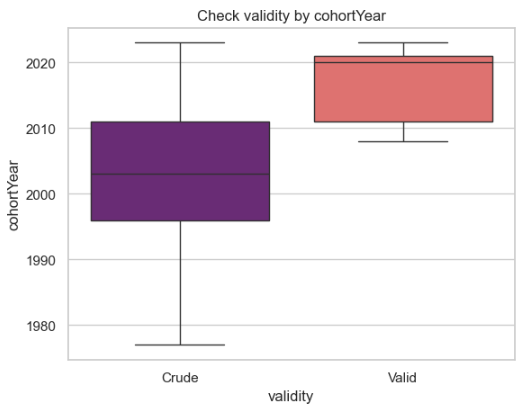 Check validity by cohortYear
cohortYear
2020
2010
2000
1990
1980
Crude
Valid
validity